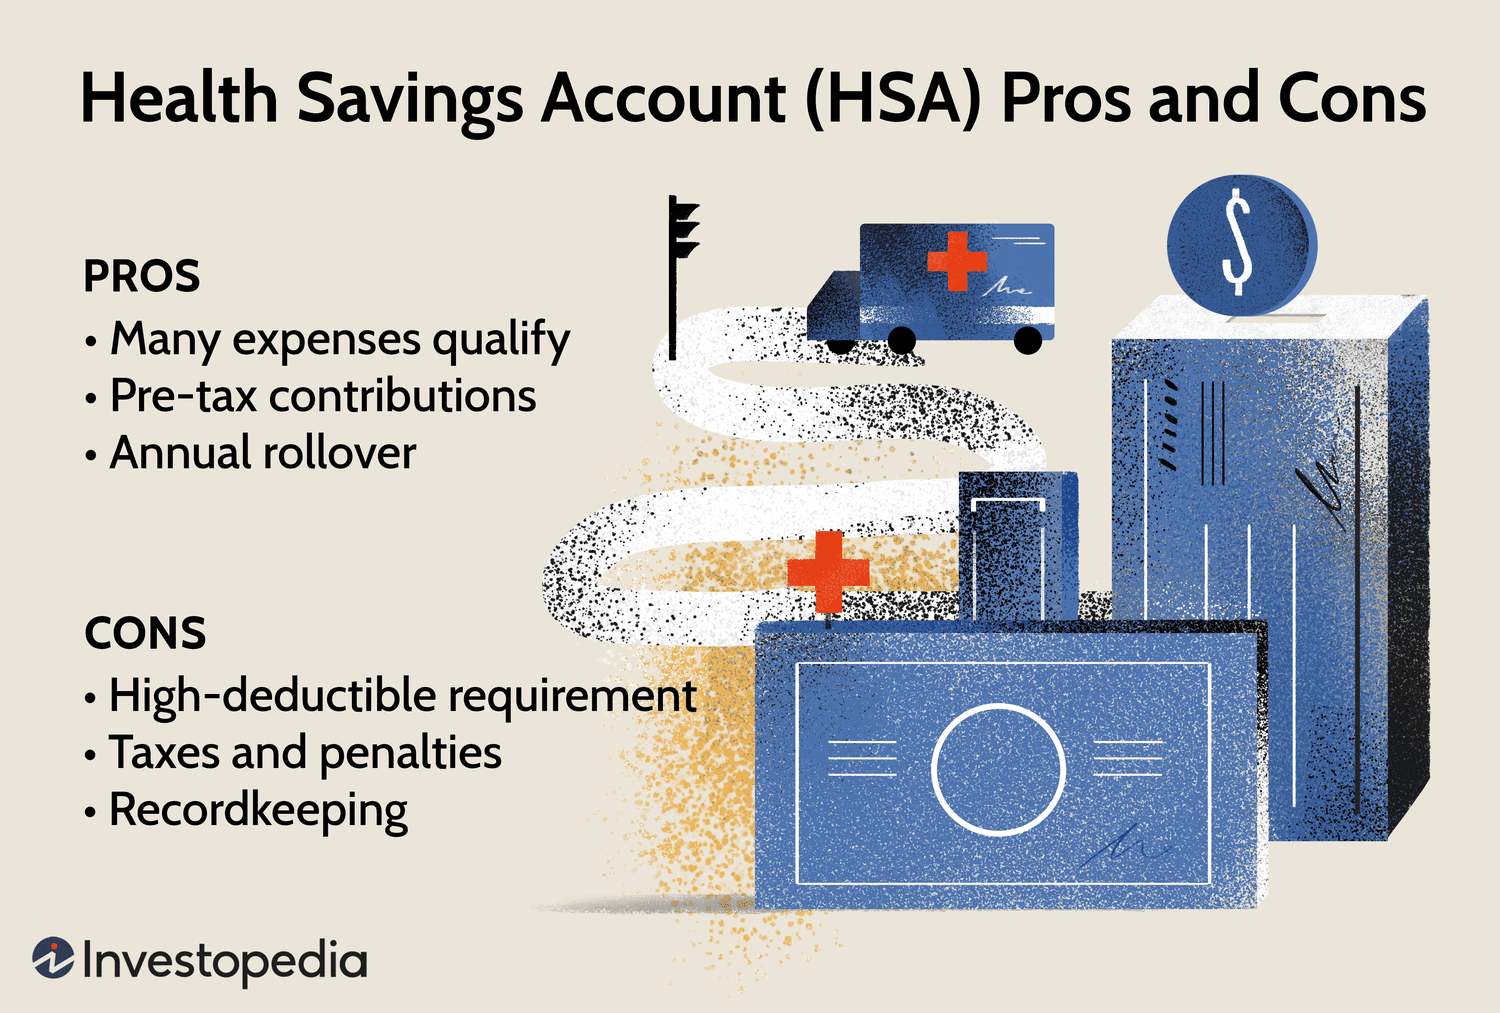 Health Savings Account (HSA) Pros and Cons
PROS
• Many expenses qualify
• Pre-tax contributions
• Annual rollover
CONS
• High-deductible requirement
• Taxes and penalties
• Recordkeeping
$
Investopedia